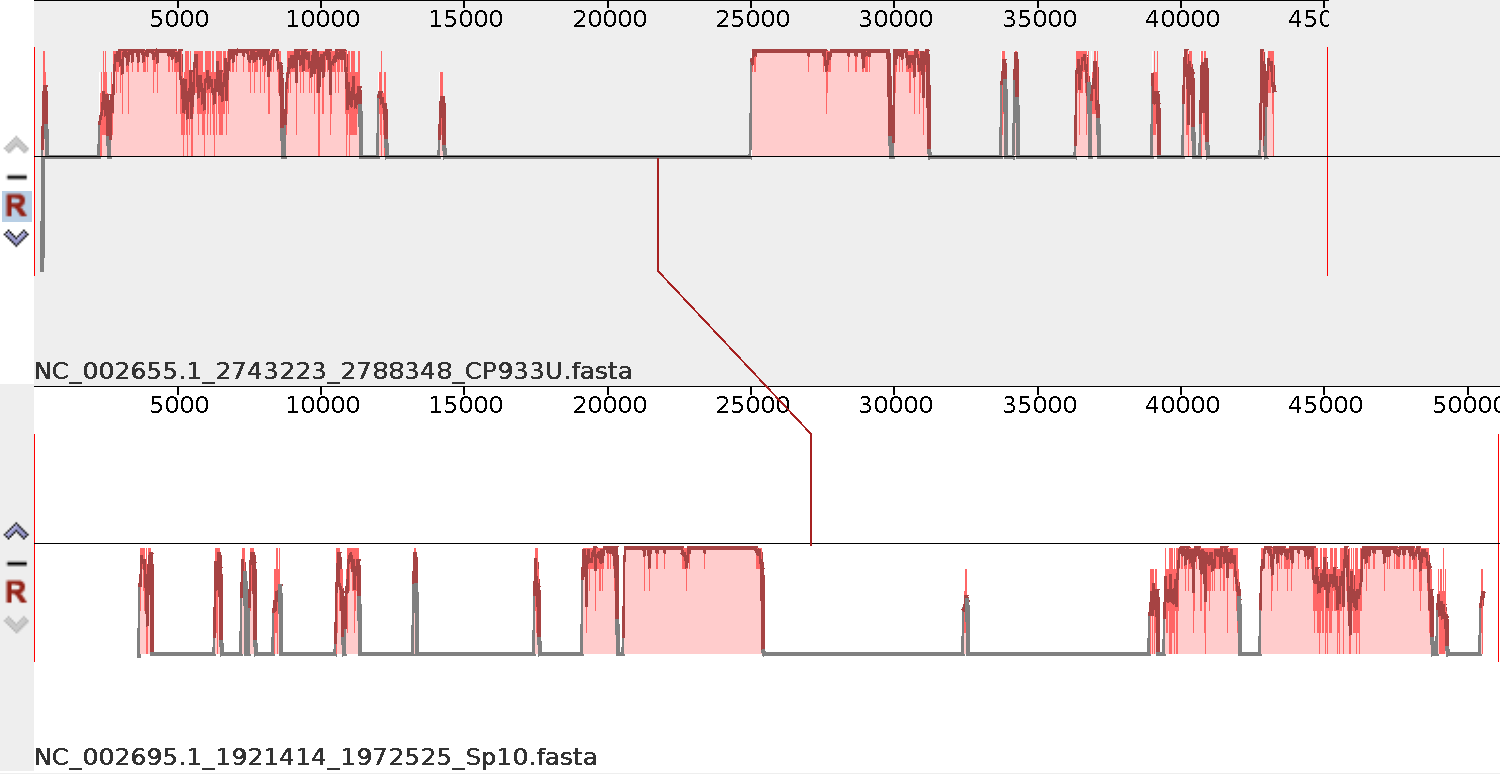 5000 10000 15000 20000 25000 30000 35000 40000 450
R
NC_002655.1_2743223_2788348_CP933U.fasta
5000 10000 15000 20000 25000 30000 35000 40000 45000 50000
R
NC_002695.1_1921414_1972525_Sp10.fasta